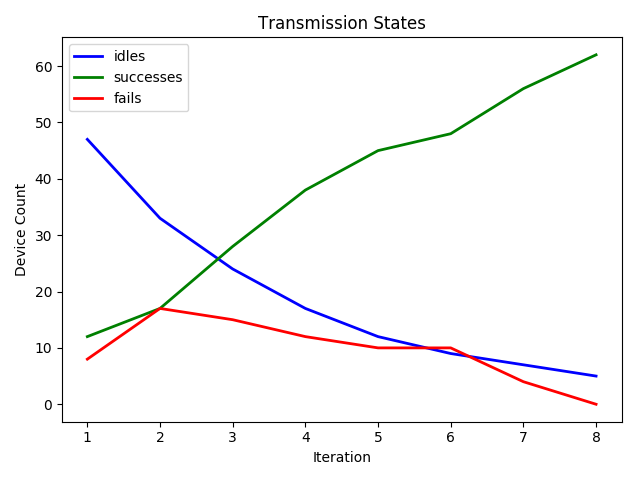 Transmission States
idles
successes
fails
60
50
40
30
20
10
0
Device Count
1 2 3 4 5 6 7 8
Iteration